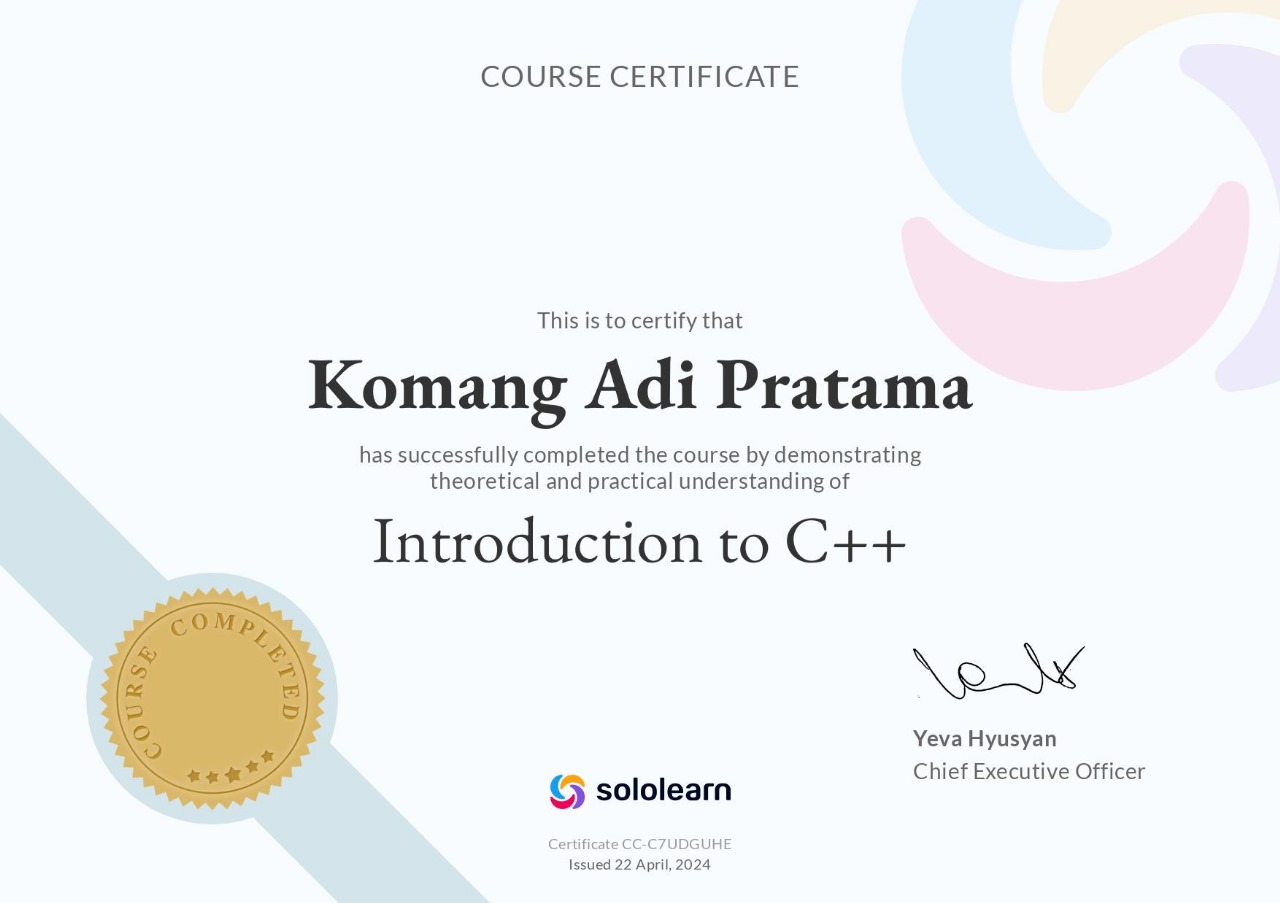 COURSE CERTIFICATE
This is to certify that
Komang Adi Pratama
has successfully completed the course by demonstrating
theoretical and practical understanding of
Introduction to C++
COURSE COMPLETED
Yeva Hyusyan
Chief Executive Officer
sololearn
Certificate CC-C7UDGUHE
Issued 22 April, 2024